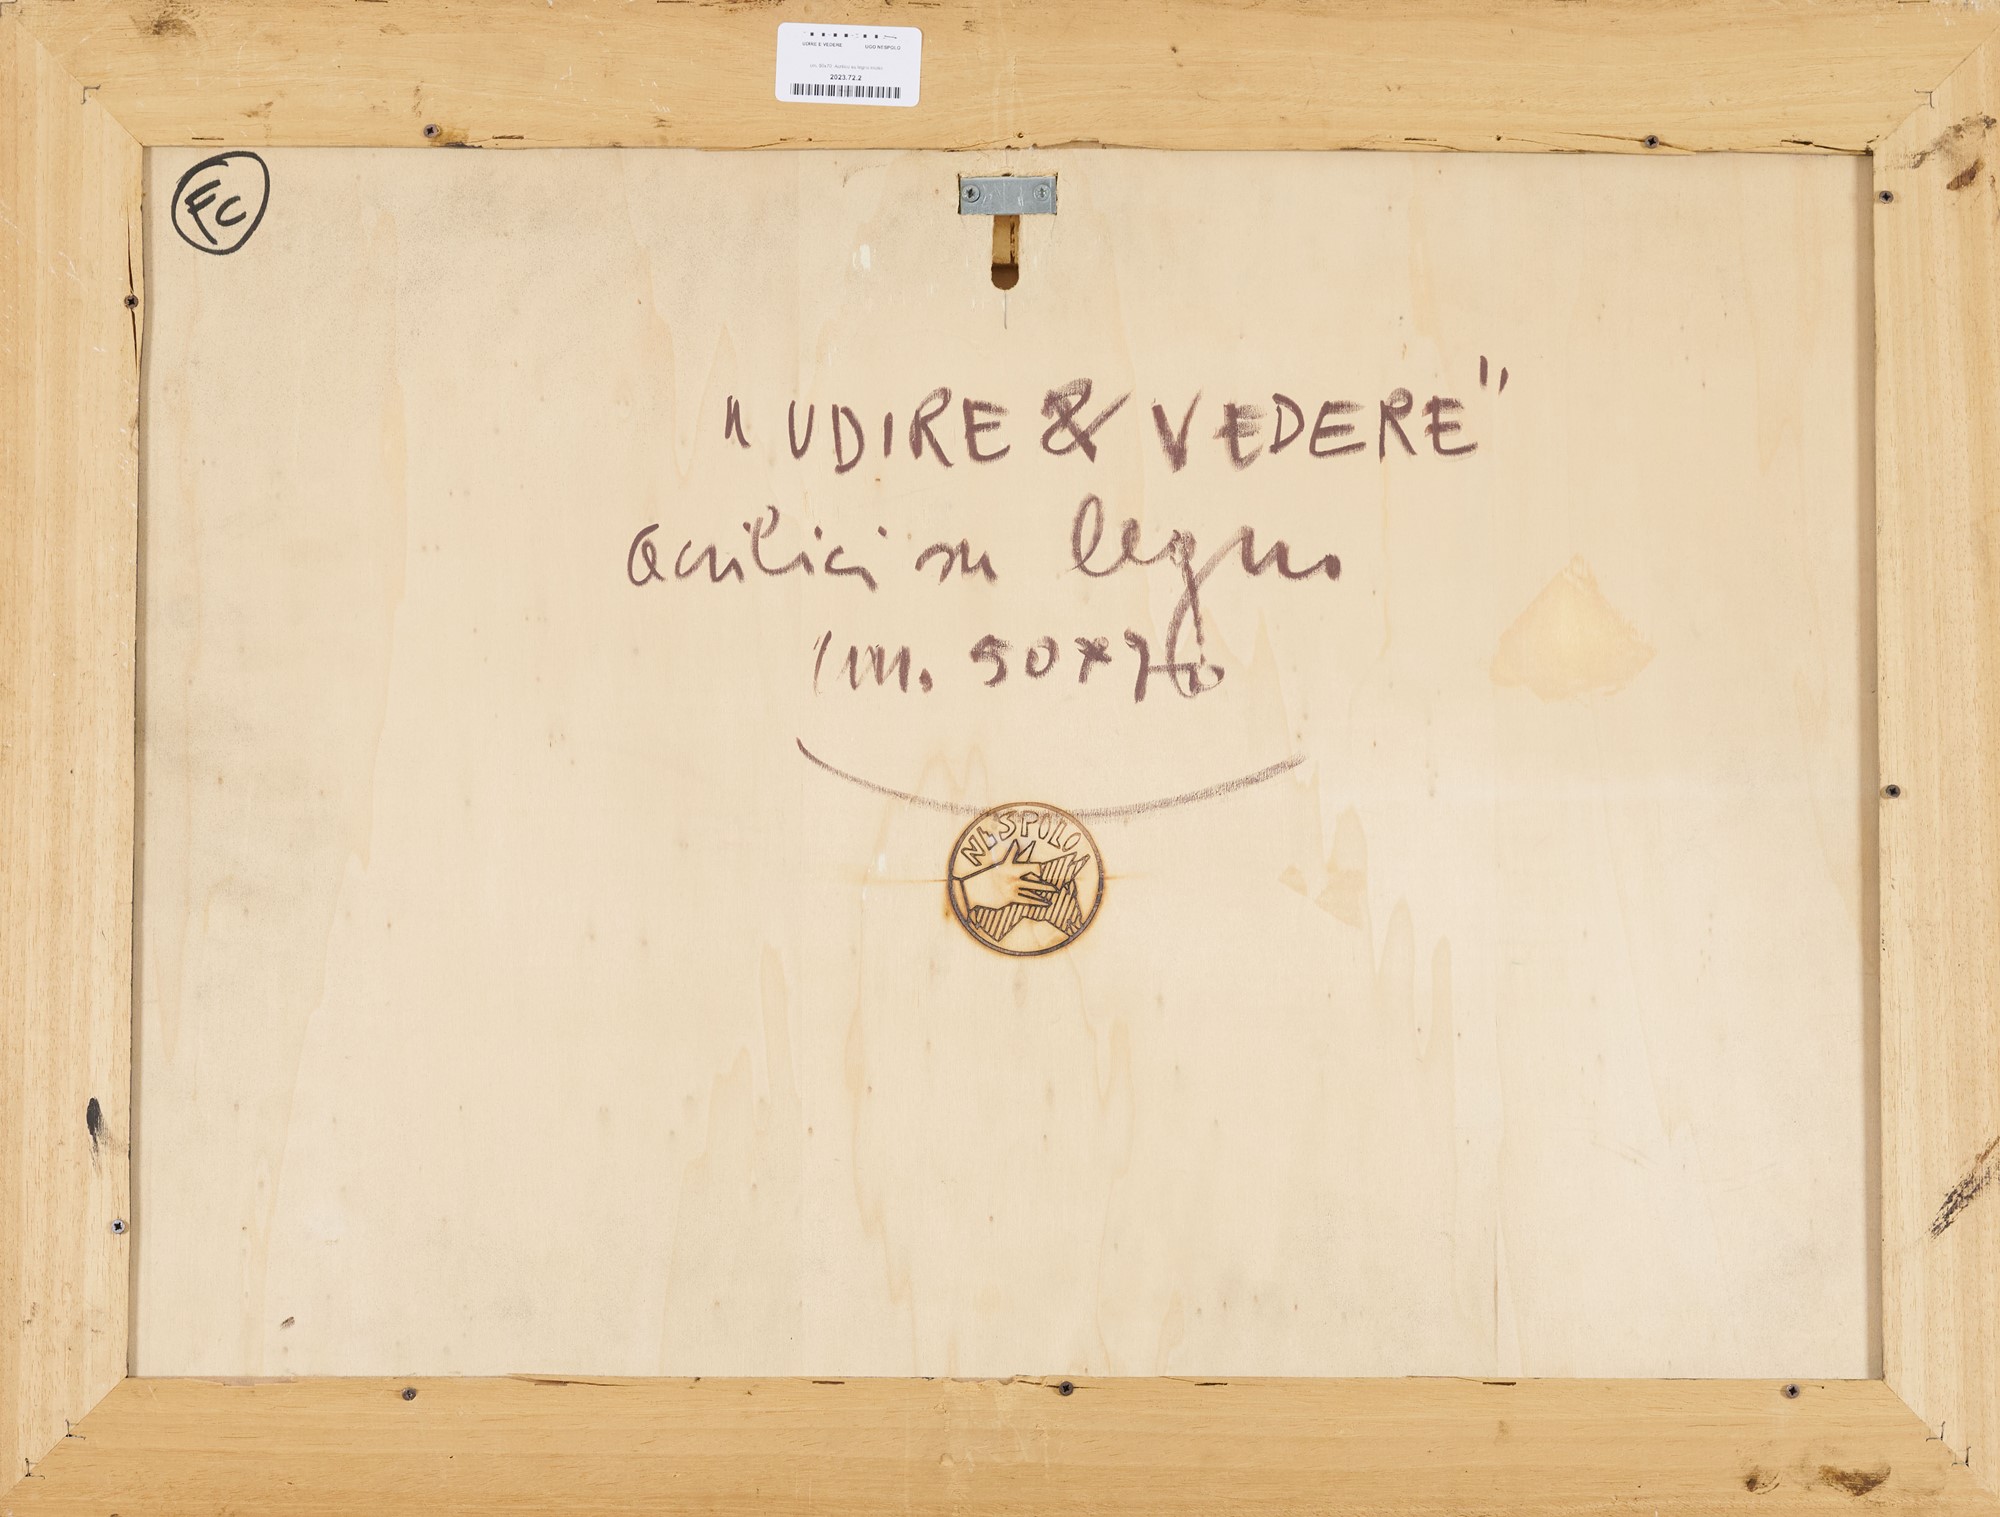 UDIRE E VEDERE UGO NESPOLO
2023.72.2
FC
"UDIRE & VEDERE"
acrilici su legno
cm. 50x70
NESPOLO